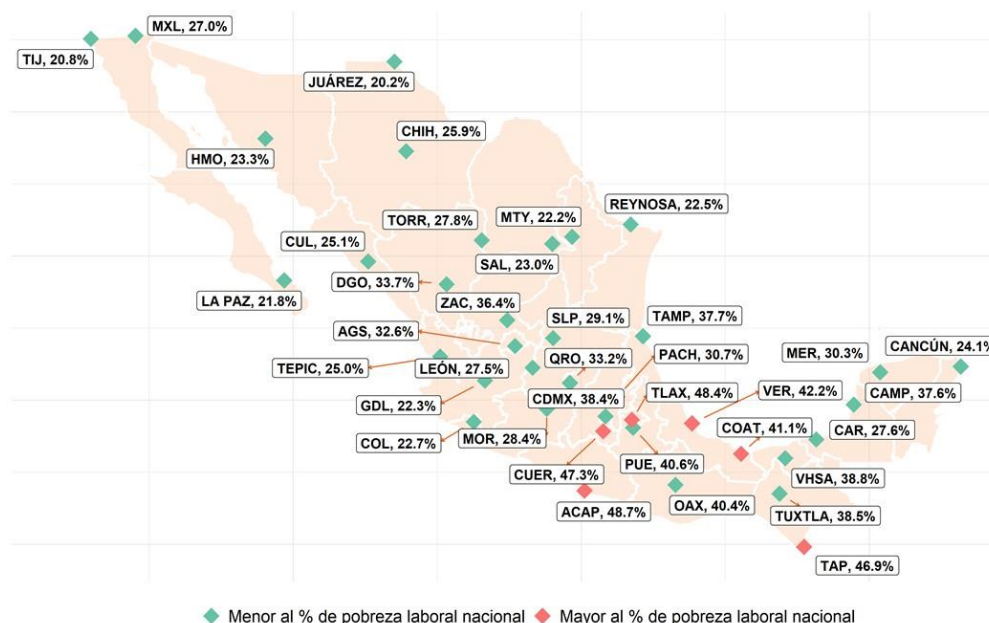 MXL, 27.0%
TIJ, 20.8%
JUÁREZ, 20.2%
CHIH, 25.9%
HMO, 23.3%
REYNOSA, 22.5%
TORR, 27.8%
MTY, 22.2%
CUL, 25.1%
SAL, 23.0%
DGO, 33.7%
LA PAZ, 21.8%
ZAC, 36.4%
SLP, 29.1%
TAMP, 37.7%
AGS, 32.6%
CANCÚN, 24.1%
MER, 30.3%
QRO, 33.2%
PACH, 30.7%
TEPIC, 25.0%
LEÓN, 27.5%
CDMX, 38.4%
TLAX, 48.4%
VER, 42.2%
CAMP, 37.6%
GDL, 22.3%
COAT, 41.1%
CAR, 27.6%
COL, 22.7%
MOR, 28.4%
CUER, 47.3%
PUE, 40.6%
VHSA, 38.8%
ACAP, 48.7%
OAX, 40.4%
TUXTLA, 38.5%
TAP, 46.9%
Menor al % de pobreza laboral nacional
Mayor al % de pobreza laboral nacional